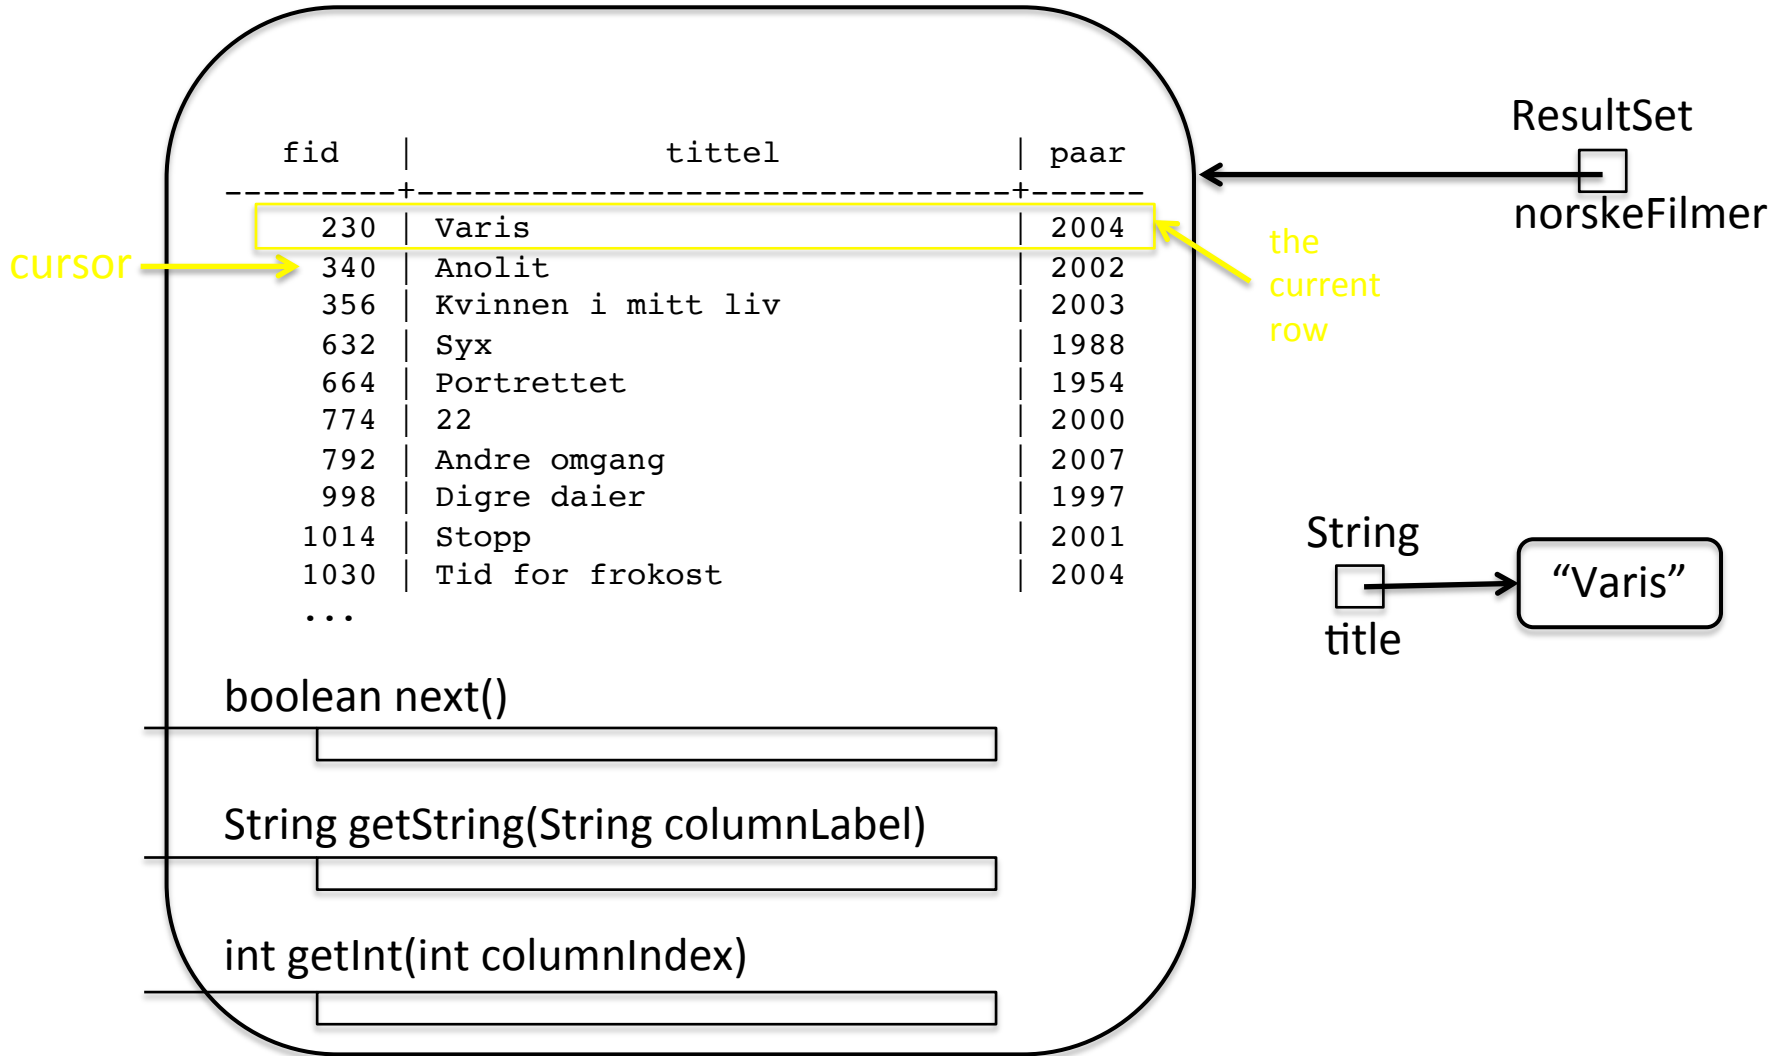 fid | tittel | paar
---------+-------------------------------+------
230 | Varis | 2004
340 | Anolit | 2002
356 | Kvinnen i mitt liv | 2003
632 | Syx | 1988
664 | Portrettet | 1954
774 | 22 | 2000
792 | Andre omgang | 2007
998 | Digre daier | 1997
1014 | Stopp | 2001
1030 | Tid for frokost | 2004
...
cursor
the
current
row
ResultSet
norskeFilmer
String
title
“Varis”
boolean next()
String getString(String columnLabel)
int getInt(int columnIndex)